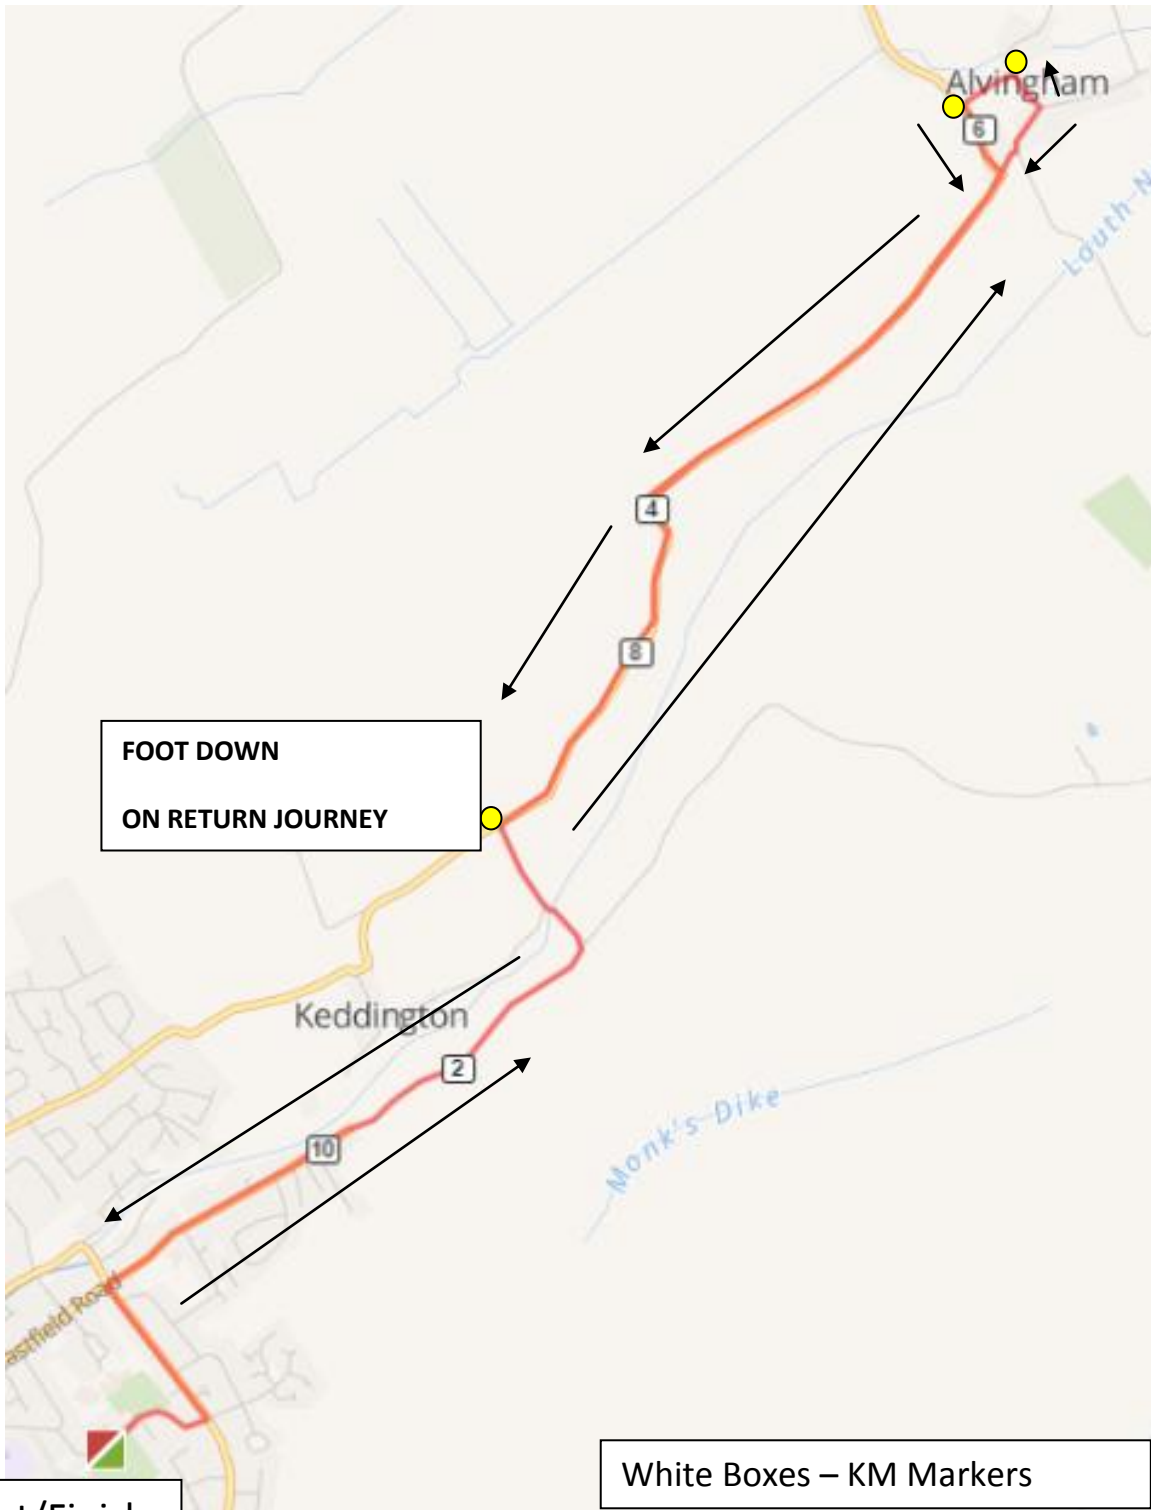 Alvingham
6
Louth N
4
8
FOOT DOWN
ON RETURN JOURNEY
Keddington
2
Monk's Dike
10
astfield Road
White Boxes – KM Markers
t/Finish